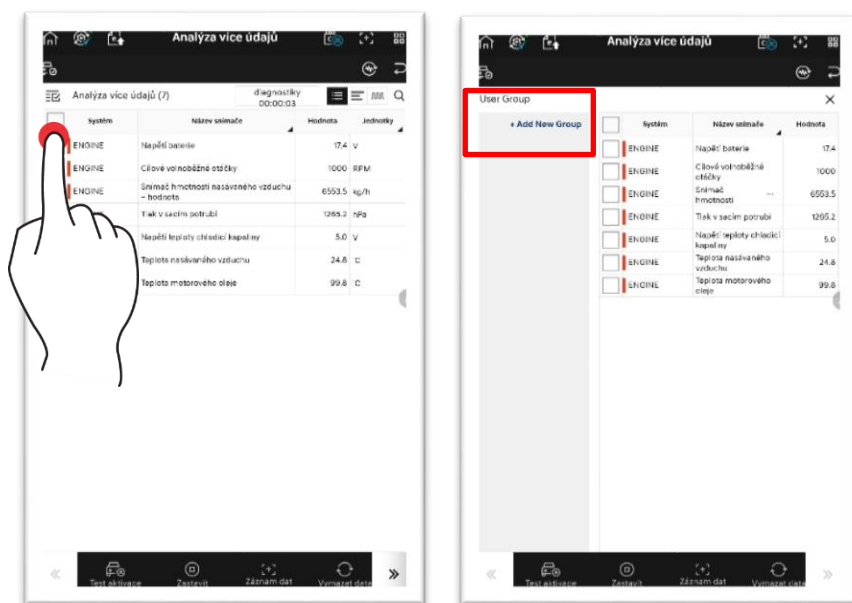 Analýza více údajů
Analýza více údajů (7)
diagnostiky
00:00:03
Systém
Název snímače
Hodnota
Jednotky
ENGINE
Napětí baterie
17.4
V
ENGINE
Cílové volnoběžné otáčky
1000
RPM
ENGINE
Snímač hmotnosti nasávaného vzduchu
– hodnota
6553.5
kg/h
Tlak v sacím potrubí
1265.2
hPa
Napětí teploty chladicí kapaliny
5.0
V
Teplota nasávaného vzduchu
24.8
˚C
Teplota motorového oleje
99.8
˚C
Test aktivace
Zastavit
Záznam dat
Vymazat data
Analýza více údajů
User Group
+ Add New Group
Systém
Název snímače
Hodnota
ENGINE
Napětí baterie
17.4
ENGINE
Cílové volnoběžné
otáčky
1000
ENGINE
Snímač ...
hmotnosti
6553.5
ENGINE
Tlak v sacím potrubí
1265.2
ENGINE
Napětí teploty chladicí
kapaliny
5.0
ENGINE
Teplota nasávaného
vzduchu
24.8
ENGINE
Teplota motorového
oleje
99.8
Test aktivace
Zastavit
Záznam dat
Vymazat data